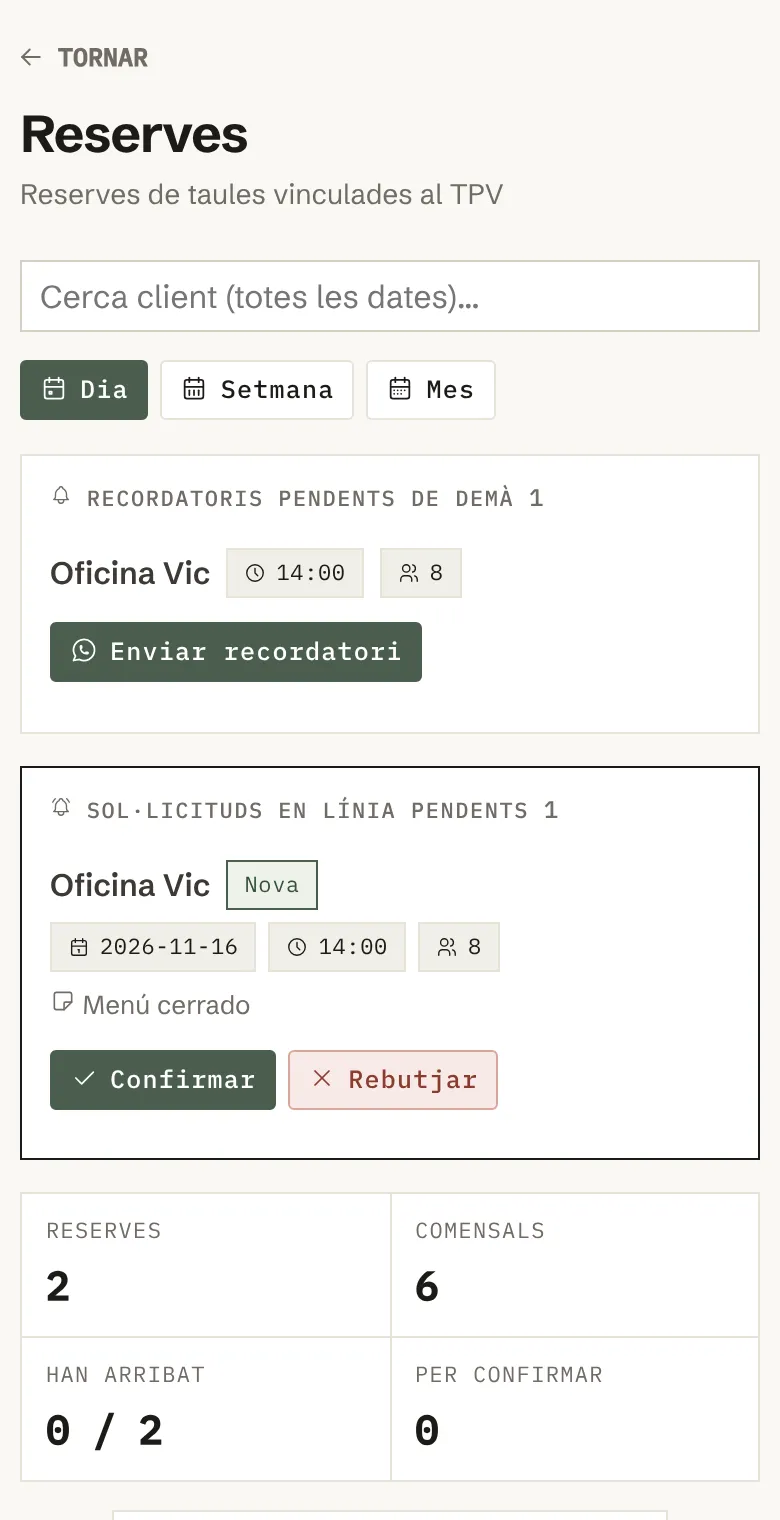 ← TORNAR
Reserves
Reserves de taules vinculades al TPV
Cerca client (totes les dates)…
Dia Setmana Mes
RECORDATORIS PENDENTS DE DEMÀ 1
Oficina Vic 14:00 8
Enviar recordatori
SOL·LICITUDS EN LÍNIA PENDENTS 1
Oficina Vic Nova
2026-11-16 14:00 8
Menú cerrado
Confirmar Rebutjar
RESERVES COMENSALS
2 6
HAN ARRIBAT PER CONFIRMAR
0 / 2 0